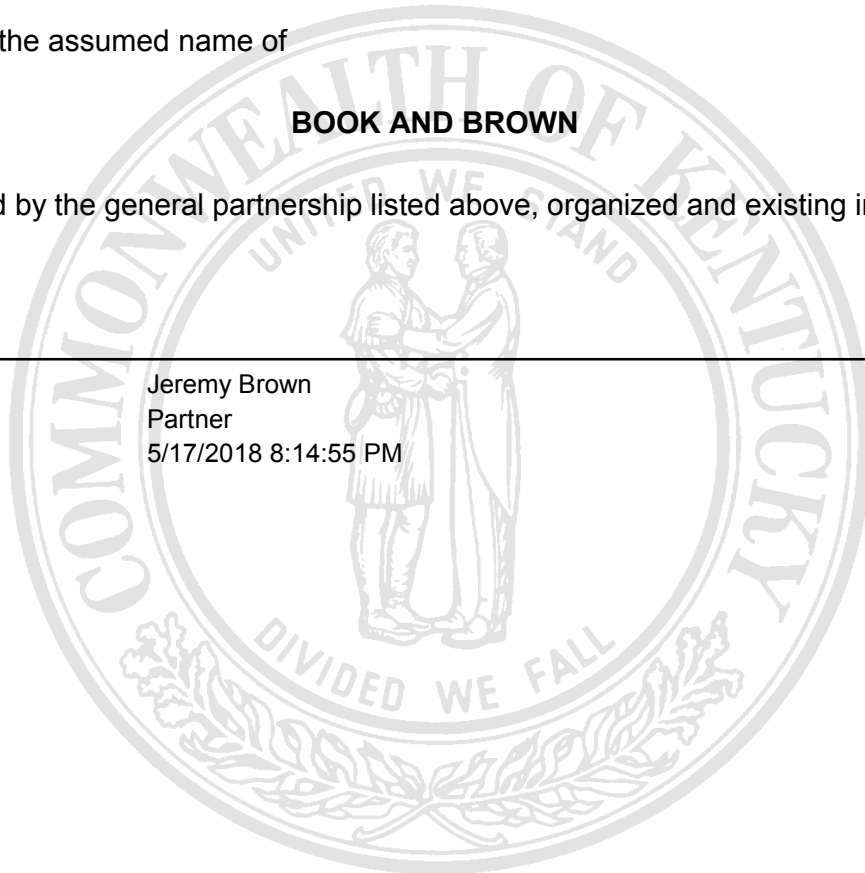 the assumed name of
BOOK AND BROWN
by the general partnership listed above, organized and existing
Jeremy Brown
Partner
5/17/2018 8:14:55 PM
COMMONWEALTH OF KENTUCKY
UNITED WE STAND
DIVIDED WE FALL